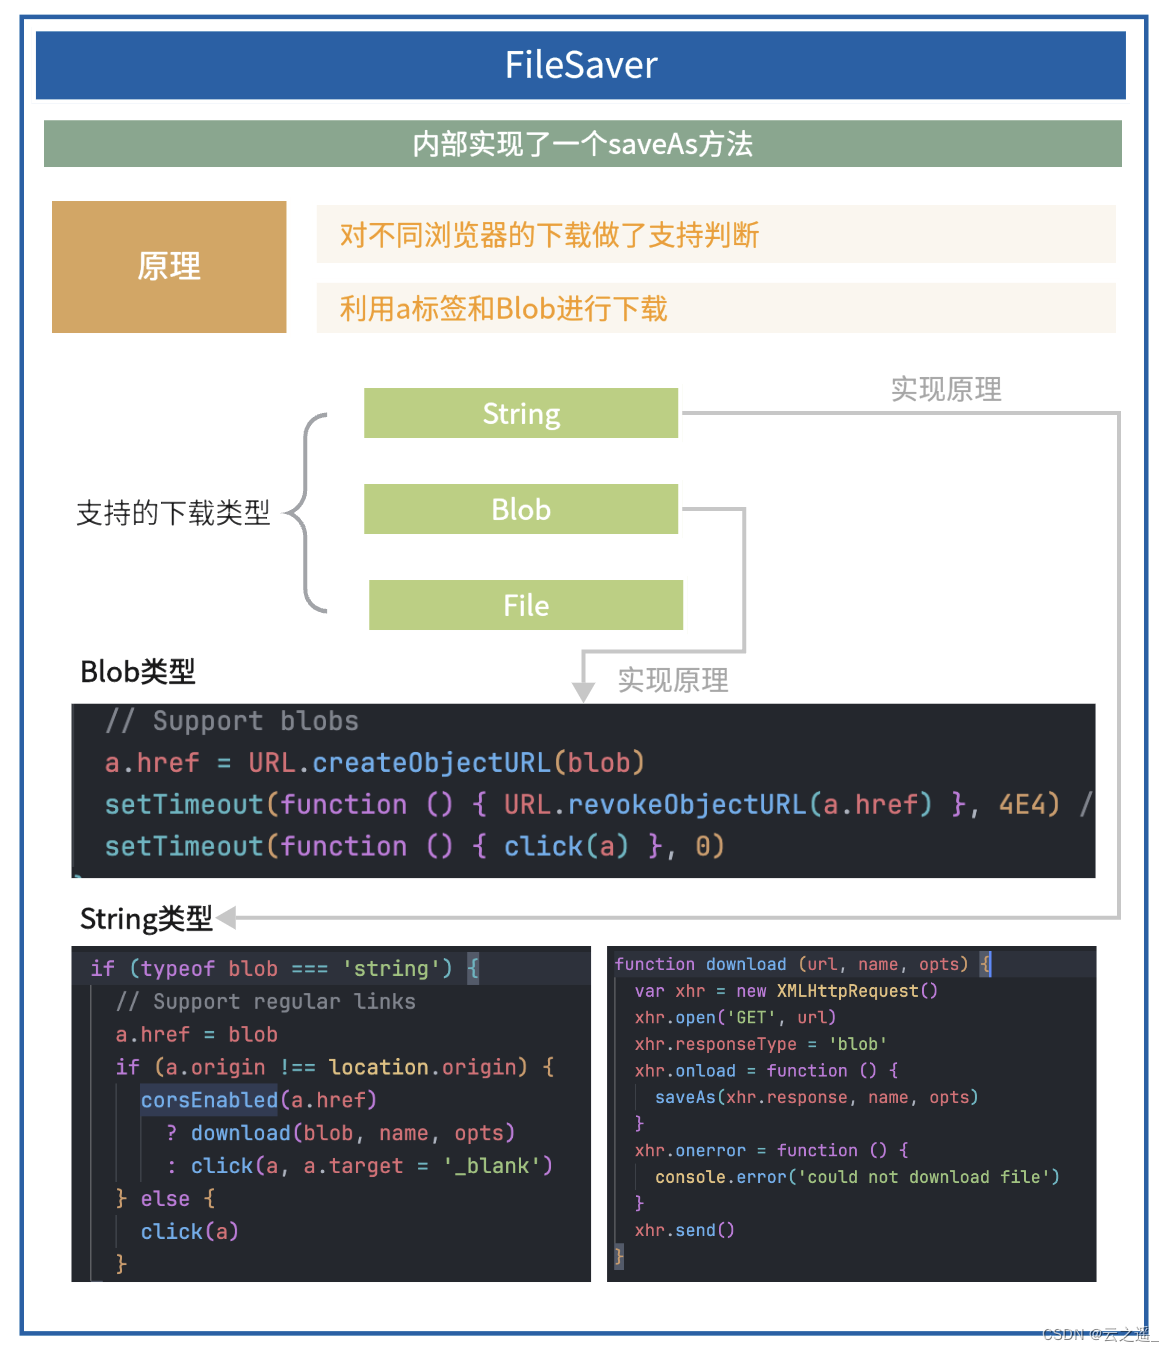 FileSaver
内部实现了一个saveAs方法
原理
对不同浏览器的下载做了支持判断
利用a标签和Blob进行下载
实现原理
String
支持的下载类型
Blob
File
Blob类型
实现原理
// Support blobs
a.href = URL.createObjectURL(blob)
setTimeout(function () { URL.revokeObjectURL(a.href) }, 4E4) /
setTimeout(function () { click(a) }, 0)
String类型
if (typeof blob === 'string') {
// Support regular links
a.href = blob
if (a.origin !== location.origin) {
corsEnabled(a.href)
? download(blob, name, opts)
: click(a, a.target = '_blank')
} else {
click(a)
}
function download (url, name, opts) {
var xhr = new XMLHttpRequest()
xhr.open('GET', url)
xhr.responseType = 'blob'
xhr.onload = function () {
saveAs(xhr.response, name, opts)
}
xhr.onerror = function () {
console.error('could not download file')
}
xhr.send()
}
CSDN @云之遥_